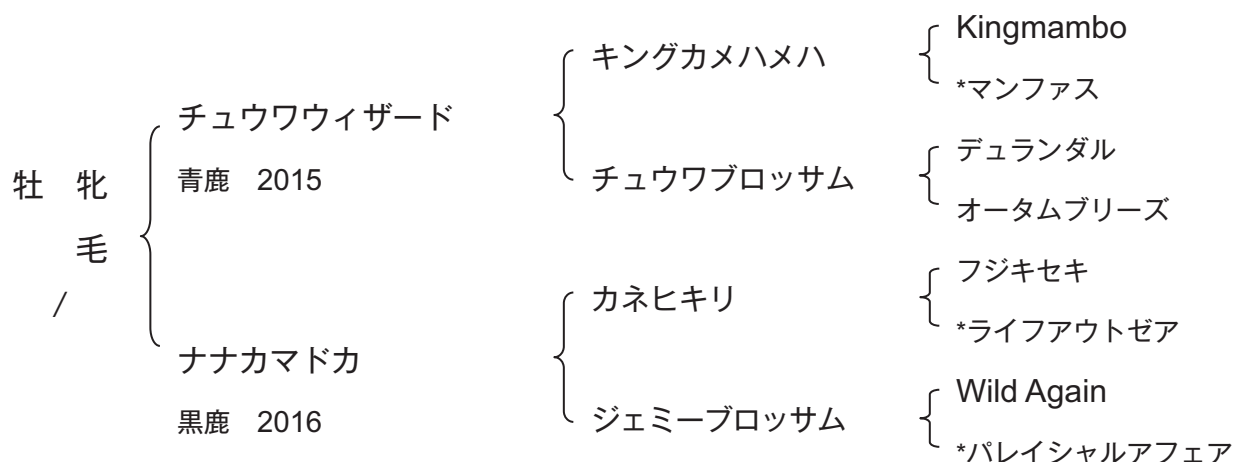 牡　牝
毛
/
チュウワウィザード
青鹿　2015
ナナカマドカ
黒鹿　2016
キングカメハメハ
チュウワブロッサム
カネヒキリ
ジェミーブロッサム
Kingmambo
*マンファス
デュランダル
オータムブリーズ
フジキセキ
*ライフアウトゼア
Wild Again
*パレイシャルアフェア